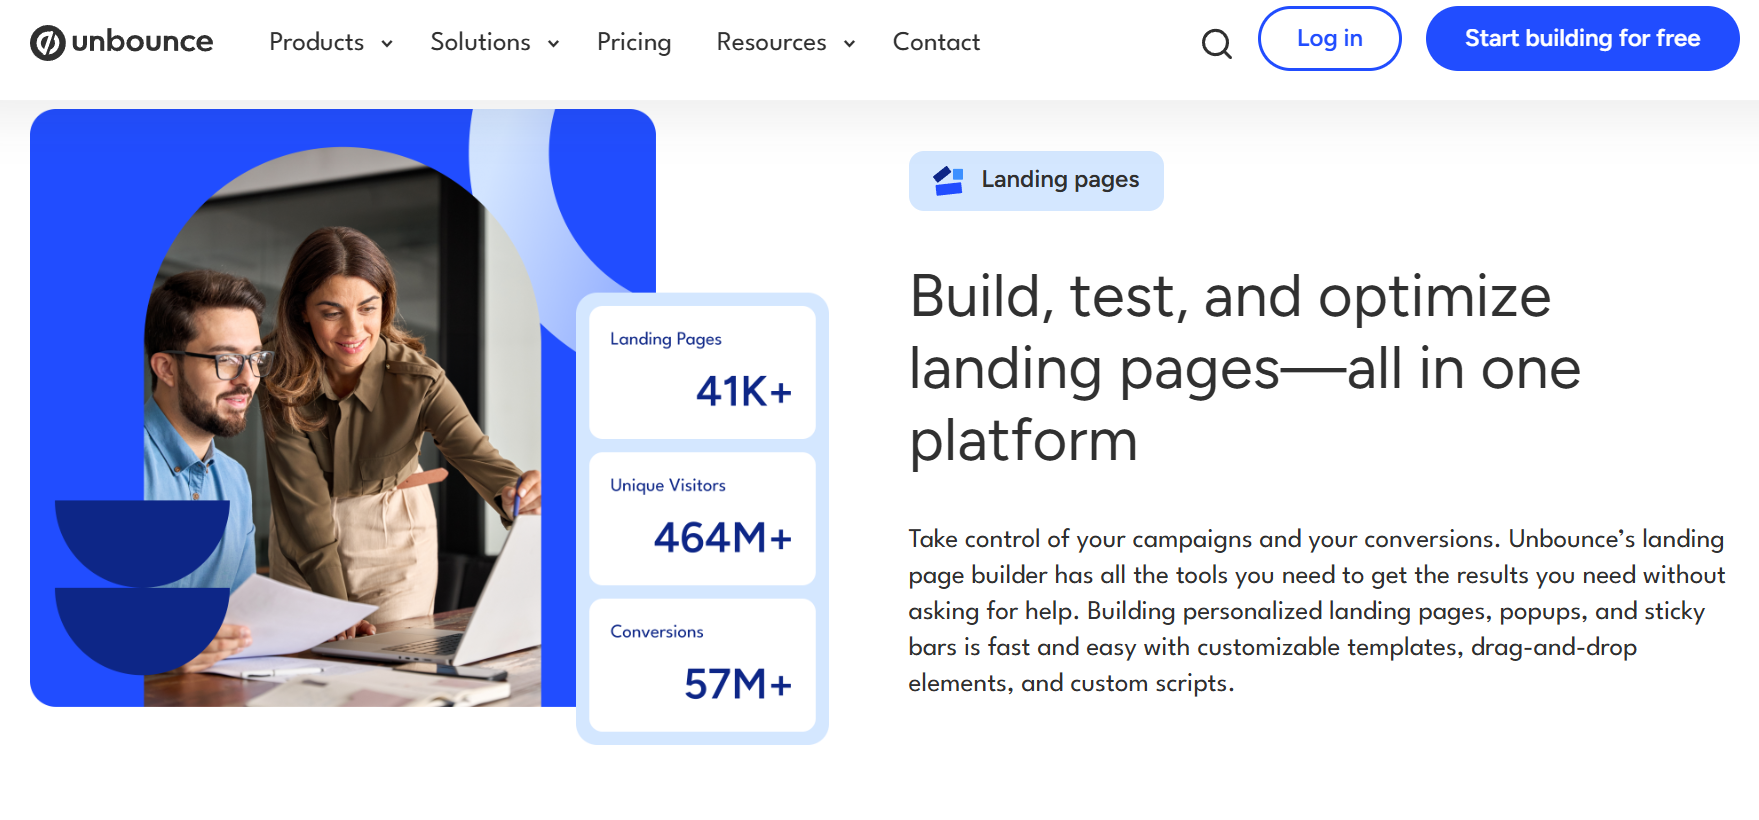 unbounce
Products
Solutions
Pricing
Resources
Contact
Log in
Start building for free
Landing Pages
41K+
Unique Visitors
464M+
Conversions
57M+
Landing pages
Build, test, and optimize
landing pages—all in one
platform
Take control of your campaigns and your conversions. Unbounce’s landing
page builder has all the tools you need to get the results you need without
asking for help. Building personalized landing pages, popups, and sticky
bars is fast and easy with customizable templates, drag-and-drop
elements, and custom scripts.